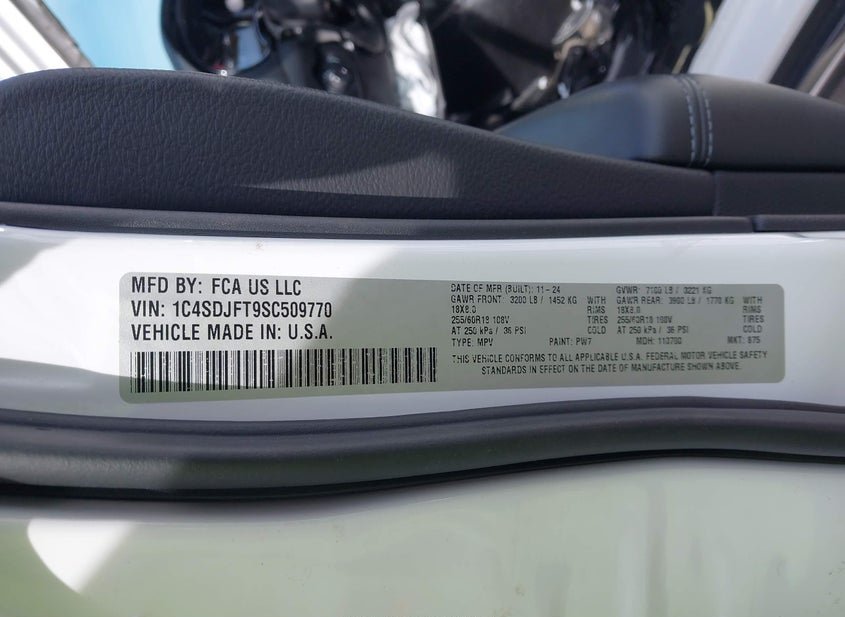 MFD BY: FCA US LLC
VIN: 1C4SDJFT9SC509770
VEHICLE MADE IN: U.S.A.
DATE OF MFR (BUILT): 11-24
GAWR FRONT: 3200 LB / 1452 KG WITH
18X8.0 RIMS
255/60R18 108V TIRES
AT 250 kPa / 36 PSI COLD
TYPE: MPV PAINT: PW7
GVWR: 7100 LB / 3221 KG
GAWR REAR: 3900 LB / 1770 KG WITH
18X8.0 RIMS
255/60R18 108V TIRES
AT 250 kPa / 36 PSI COLD
MDH: MKT:
THIS VEHICLE CONFORMS TO ALL APPLICABLE U.S.A. FEDERAL MOTOR VEHICLE SAFETY
STANDARDS IN EFFECT ON THE DATE OF MANUFACTURE SHOWN ABOVE.